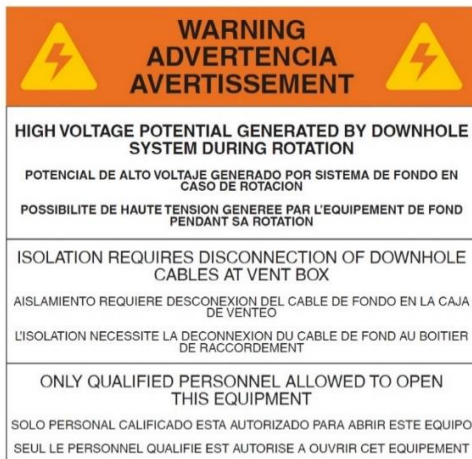 WARNING
ADVERTENCIA
AVERTISSEMENT
HIGH VOLTAGE POTENTIAL GENERATED BY DOWNHOLE
SYSTEM DURING ROTATION
POTENCIAL DE ALTO VOLTAJE GENERADO POR SISTEMA DE FONDO EN
CASO DE ROTACION
POSSIBILITE DE HAUTE TENSION GENEREE PAR L'EQUIPEMENT DE FOND
PENDANT SA ROTATION
ISOLATION REQUIRES DISCONNECTION OF DOWNHOLE
CABLES AT VENT BOX
AISLAMIENTO REQUIERE DESCONEXION DEL CABLE DE FONDO EN LA CAJA
DE VENTEO
L'ISOLATION NECESSITE LA DECONNEXION DU CABLE DE FOND AU BOITIER
DE RACCORDEMENT
ONLY QUALIFIED PERSONNEL ALLOWED TO OPEN
THIS EQUIPMENT
SOLO PERSONAL CALIFICADO ESTA AUTORIZADO PARA ABRIR ESTE EQUIPO
SEUL LE PERSONNEL QUALIFIE EST AUTORISE A OUVRIR CET EQUIPEMENT